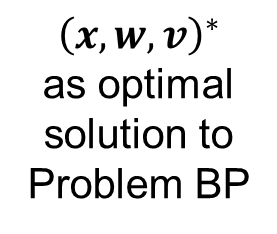 (x, w, v)*
as optimal
solution to
Problem BP